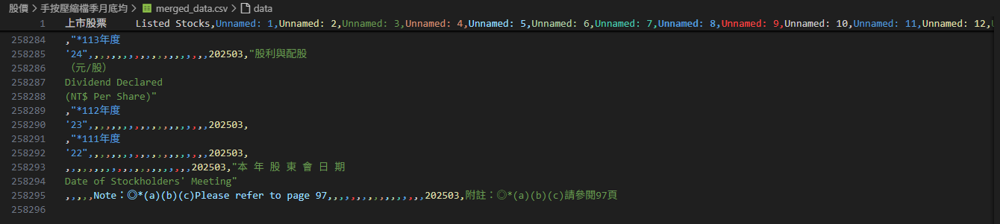 股價 > 手按壓縮檔季月底均 > merged_data.csv > data
1 上市股票 Listed Stocks,Unnamed: 1,Unnamed: 2,Unnamed: 3,Unnamed: 4,Unnamed: 5,Unnamed: 6,Unnamed: 7,Unnamed: 8,Unnamed: 9,Unnamed: 10,Unnamed: 11,Unnamed: 12,
258284 ,"*113年度
258285 '24",,,,,,,,,,,,,,,,,,,,,202503,"股利與配股
258286 （元/股）
258287 Dividend Declared
258288 (NT$ Per Share)"
258289 ,"*112年度
258290 '23",,,,,,,,,,,,,,,,,,,,,202503,
258291 ,"*111年度
258292 '22",,,,,,,,,,,,,,,,,,,,,202503,
258293 ,,,,,,,,,,,,,,,,,,,,,,202503,"本 年 股 東 會 日 期
258294 Date of Stockholders' Meeting"
258295 ,,,,,Note：◎*(a)(b)(c)Please refer to page 97,,,,,,,,,,,,,,,,,202503,附註：◎*(a)(b)(c)請參閱97頁
258296